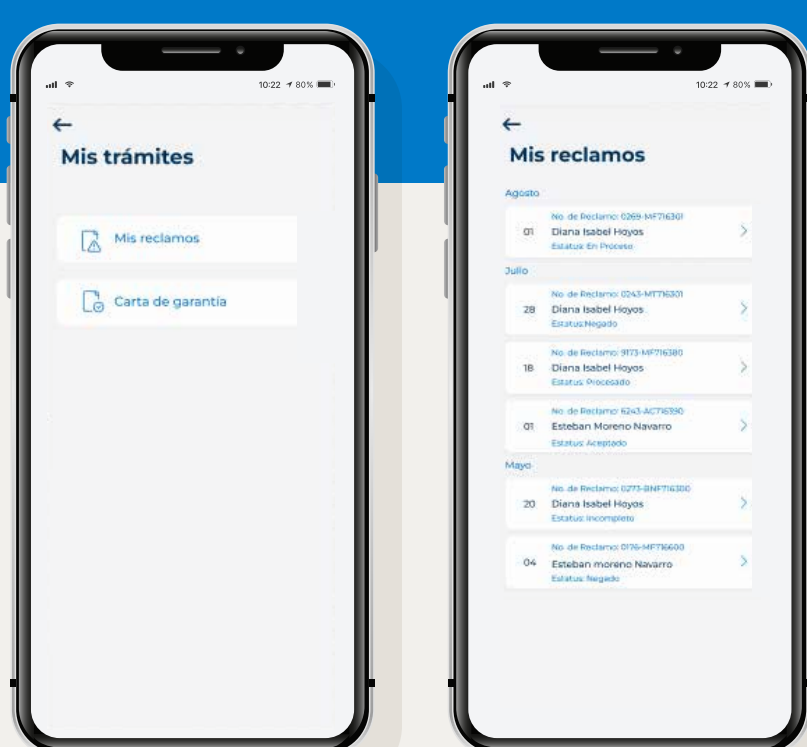 10:22 80%
Mis trámites
Mis reclamos
Carta de garantía
10:22 80%
Mis reclamos
Agosto
No. de Reclamo: 0269-MF716301
01 Diana Isabel Hoyos
Estatus: En Proceso
Julio
No. de Reclamo: 0243-MT716301
28 Diana Isabel Hoyos
Estatus:Negado
No. de Reclamo: 9173-MF716380
18 Diana Isabel Hoyos
Estatus: Procesado
No. de Reclamo: 6243-AC716390
01 Esteban Moreno Navarro
Estatus: Aceptado
Mayo
No. de Reclamo: 0273-BNF716300
20 Diana Isabel Hoyos
Estatus: Incompleto
No. de Reclamo: 0176-MF716600
04 Esteban moreno Navarro
Estatus: Negado